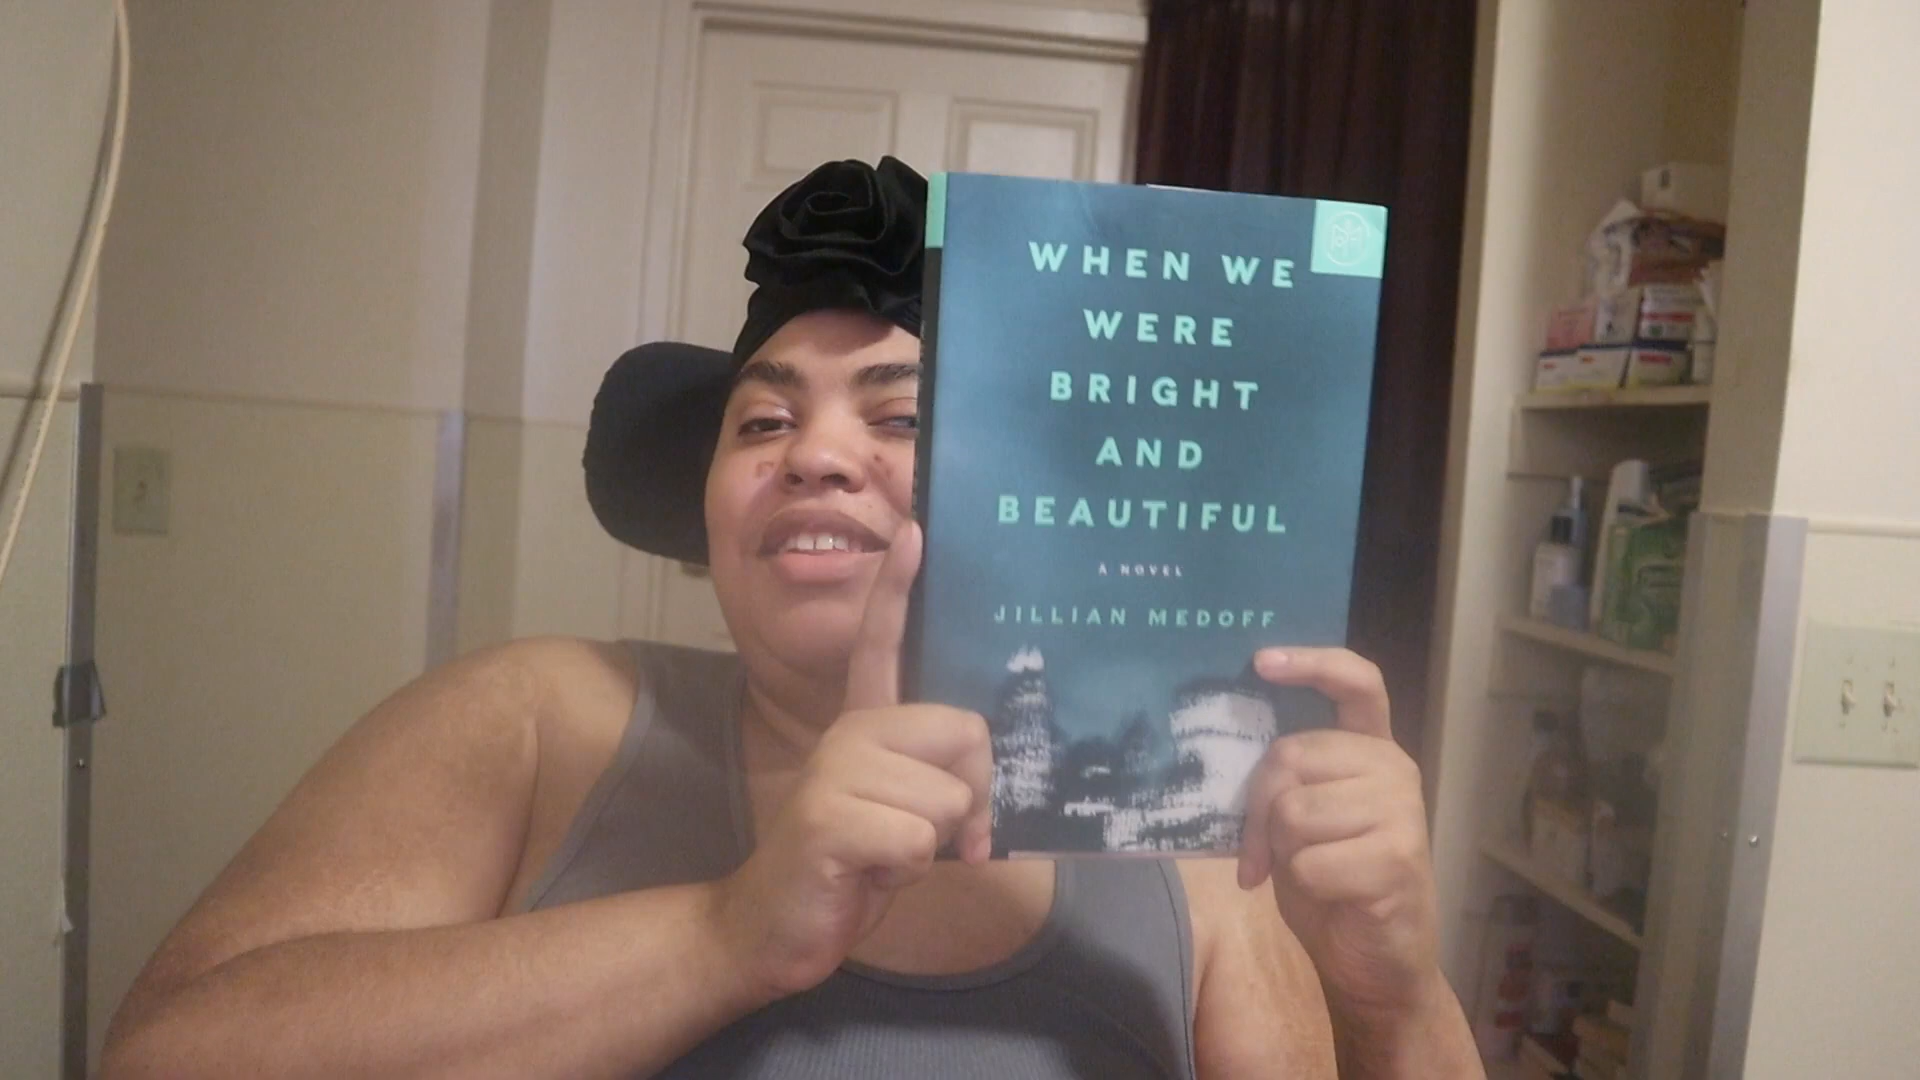 WHEN WE
WERE
BRIGHT
AND
BEAUTIFUL
A NOVEL
JILLIAN MEDOFF